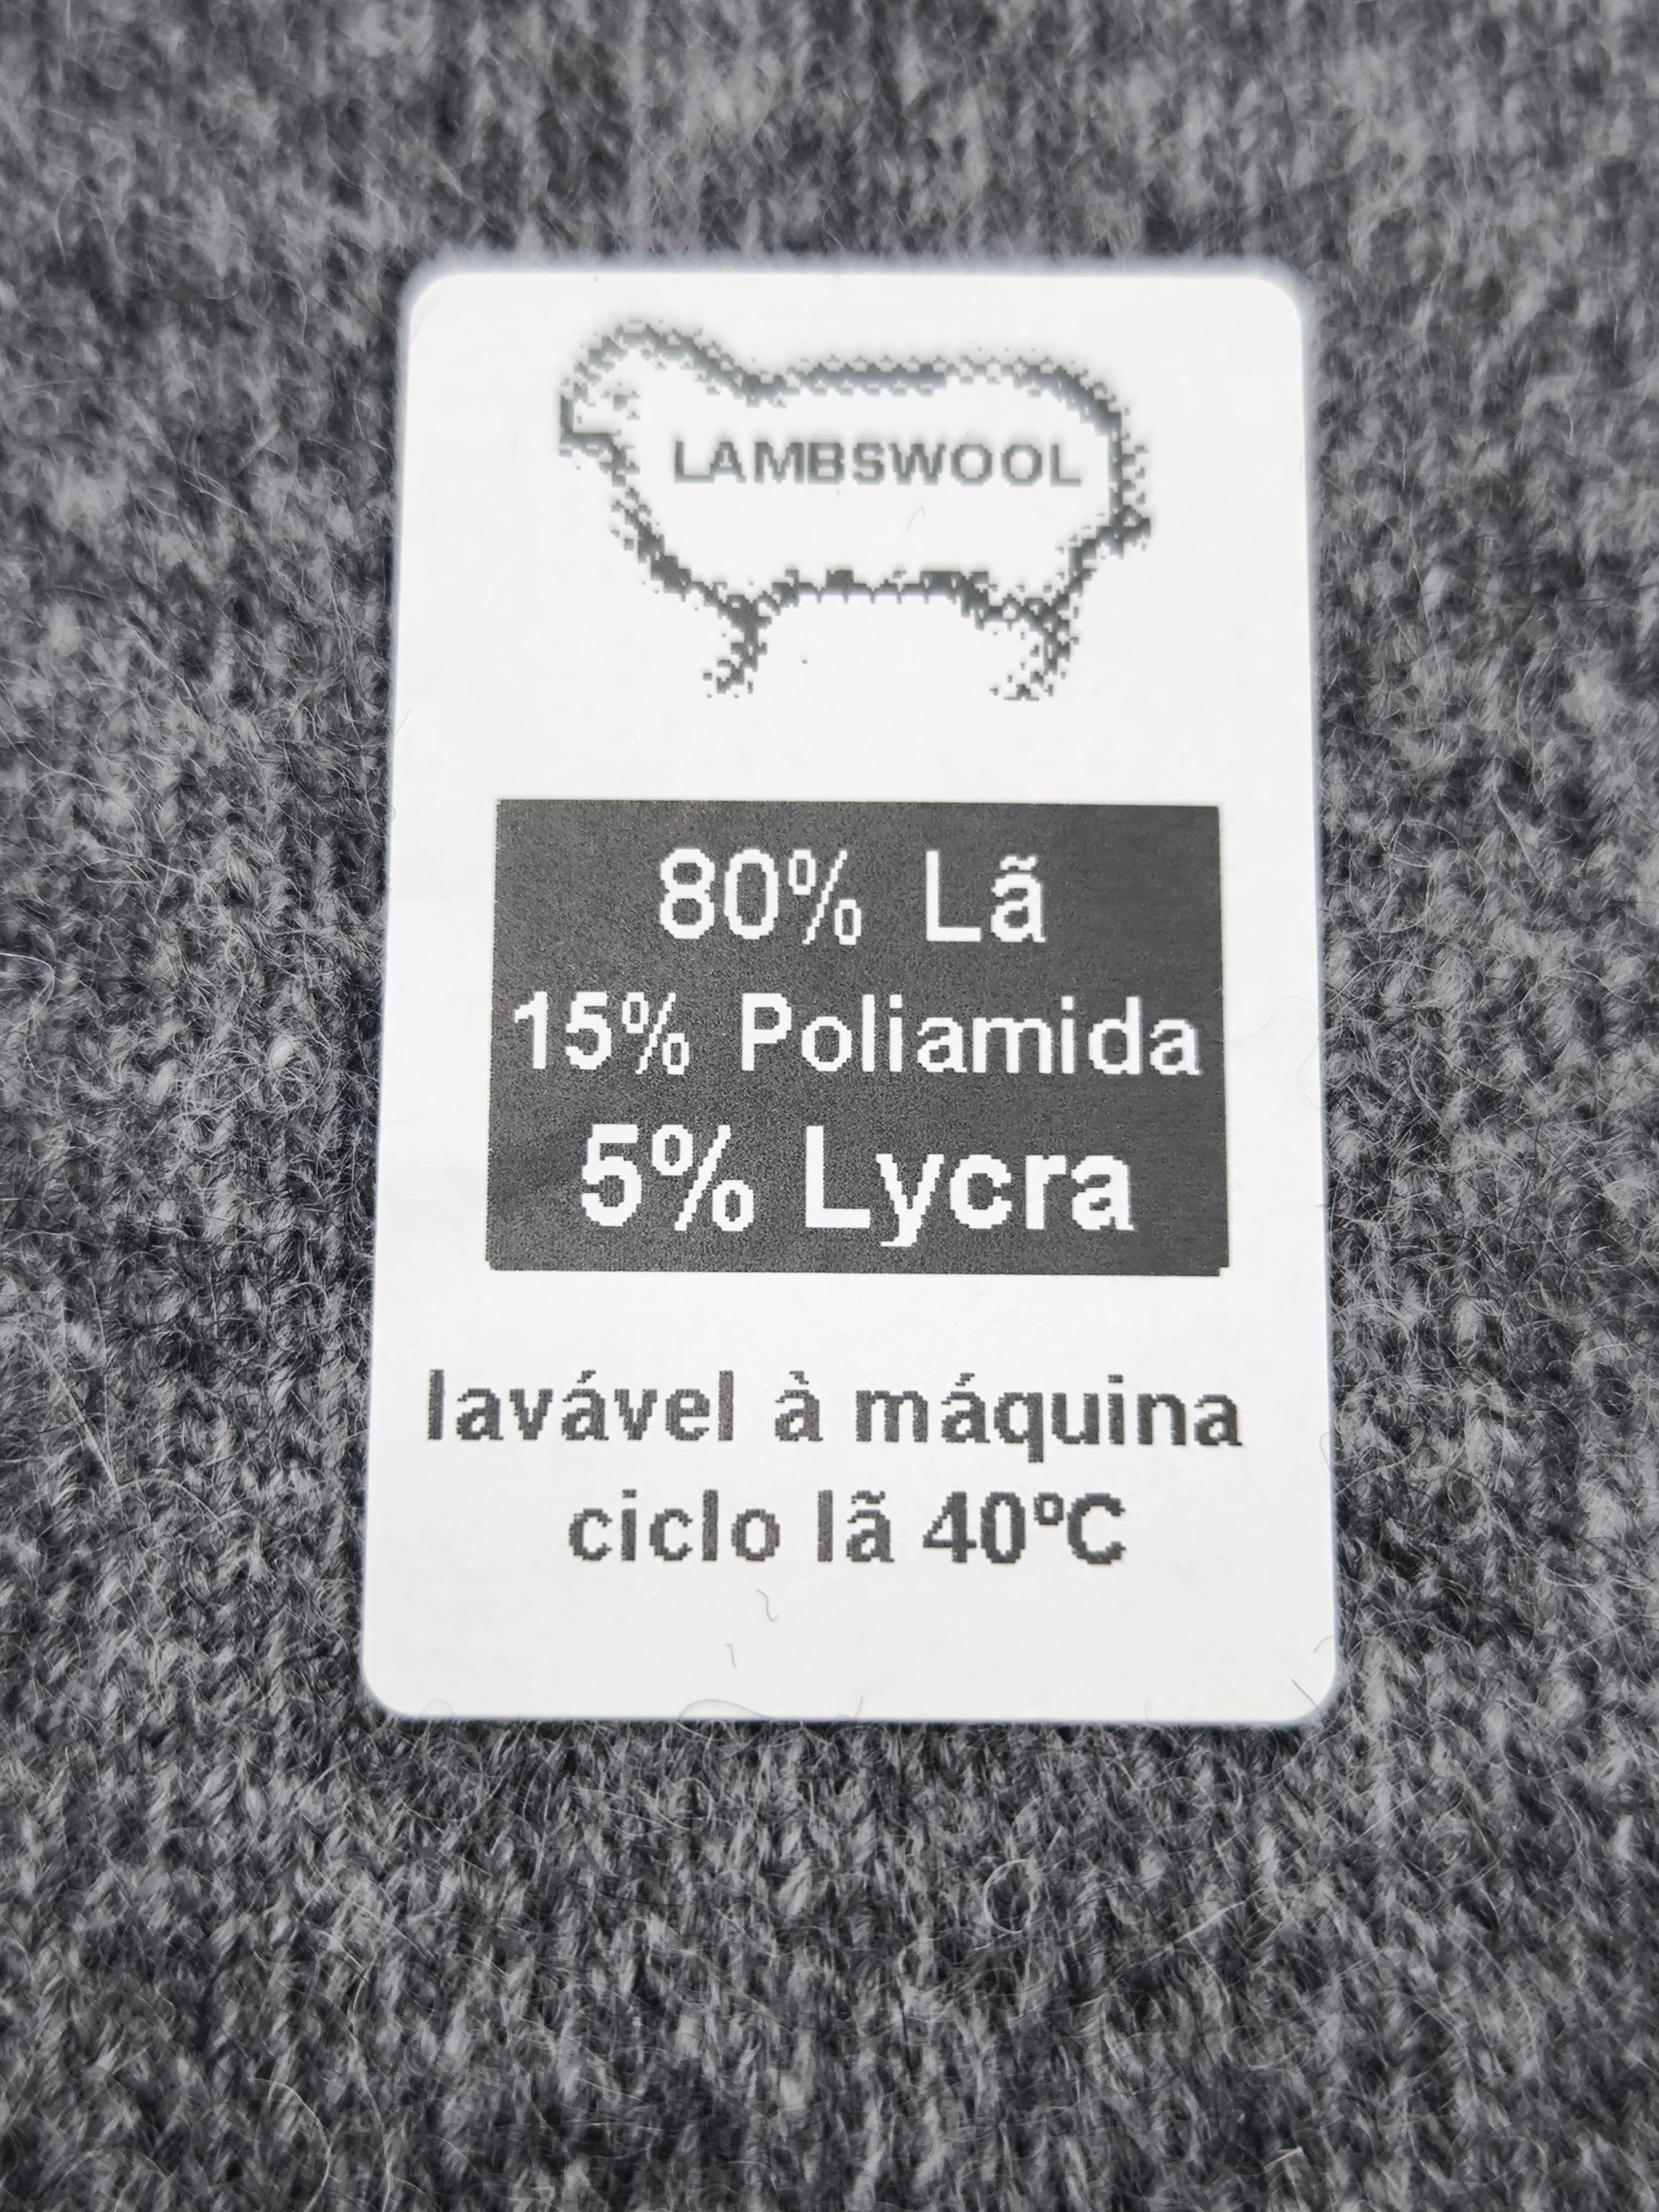 LAMBSWOOL
80% Lã
15% Poliamida
5% Lycra
lavável à máquina
ciclo lã 40ºC